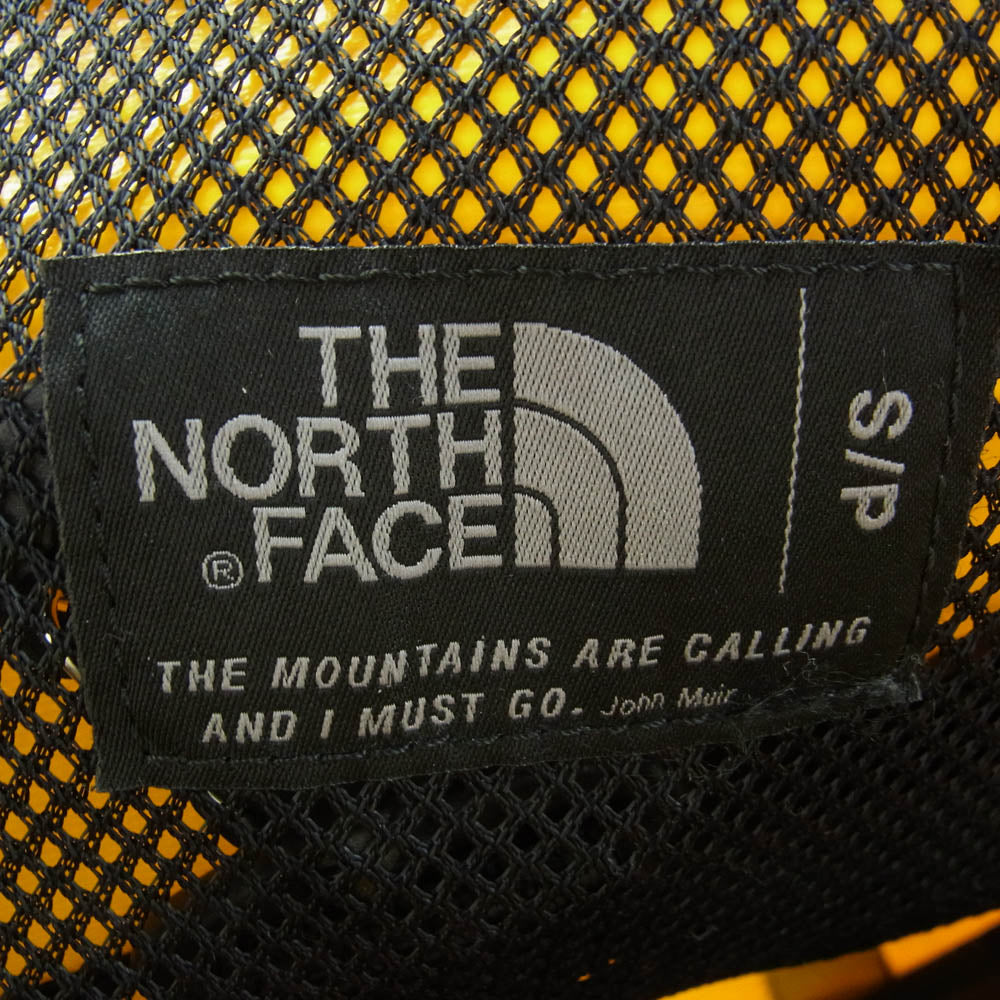 THE
NORTH
® FACE
S/P
THE MOUNTAINS ARE CALLING
AND I MUST GO. John Muir